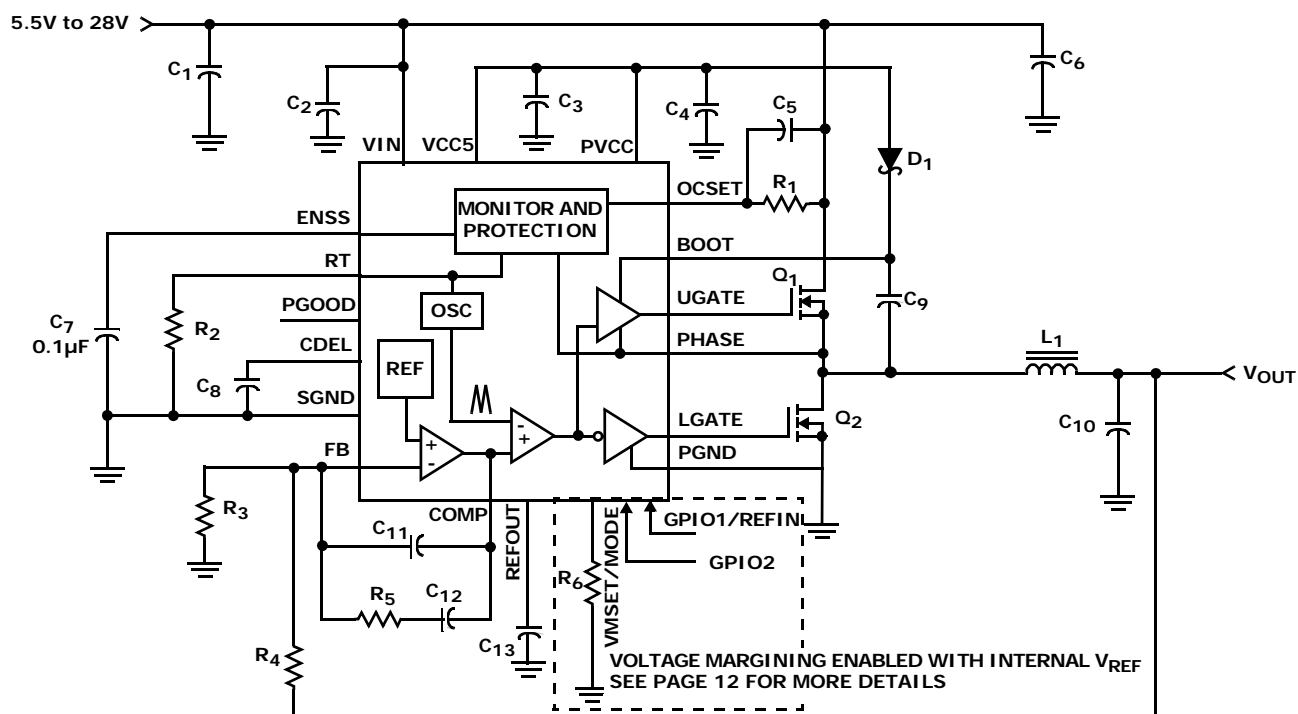 5.5V to 28V
C1
C2
C3
C4
C5
C6
VIN
VCC5
PVCC
D1
OCSET
R1
MONITOR AND
PROTECTION
ENSS
BOOT
RT
Q1
UGATE
C9
PGOOD
OSC
C7
0.1µF
R2
CDEL
PHASE
L1
REF
VOUT
C8
SGND
LGATE
Q2
C10
FB
PGND
R3
COMP
REFOUT
VMSET/MODE
GPIO1/REFIN
C11
GPIO2
R6
R5
C12
C13
R4
VOLTAGE MARGINING ENABLED WITH INTERNAL VREF
SEE PAGE 12 FOR MORE DETAILS
+
-
-
+